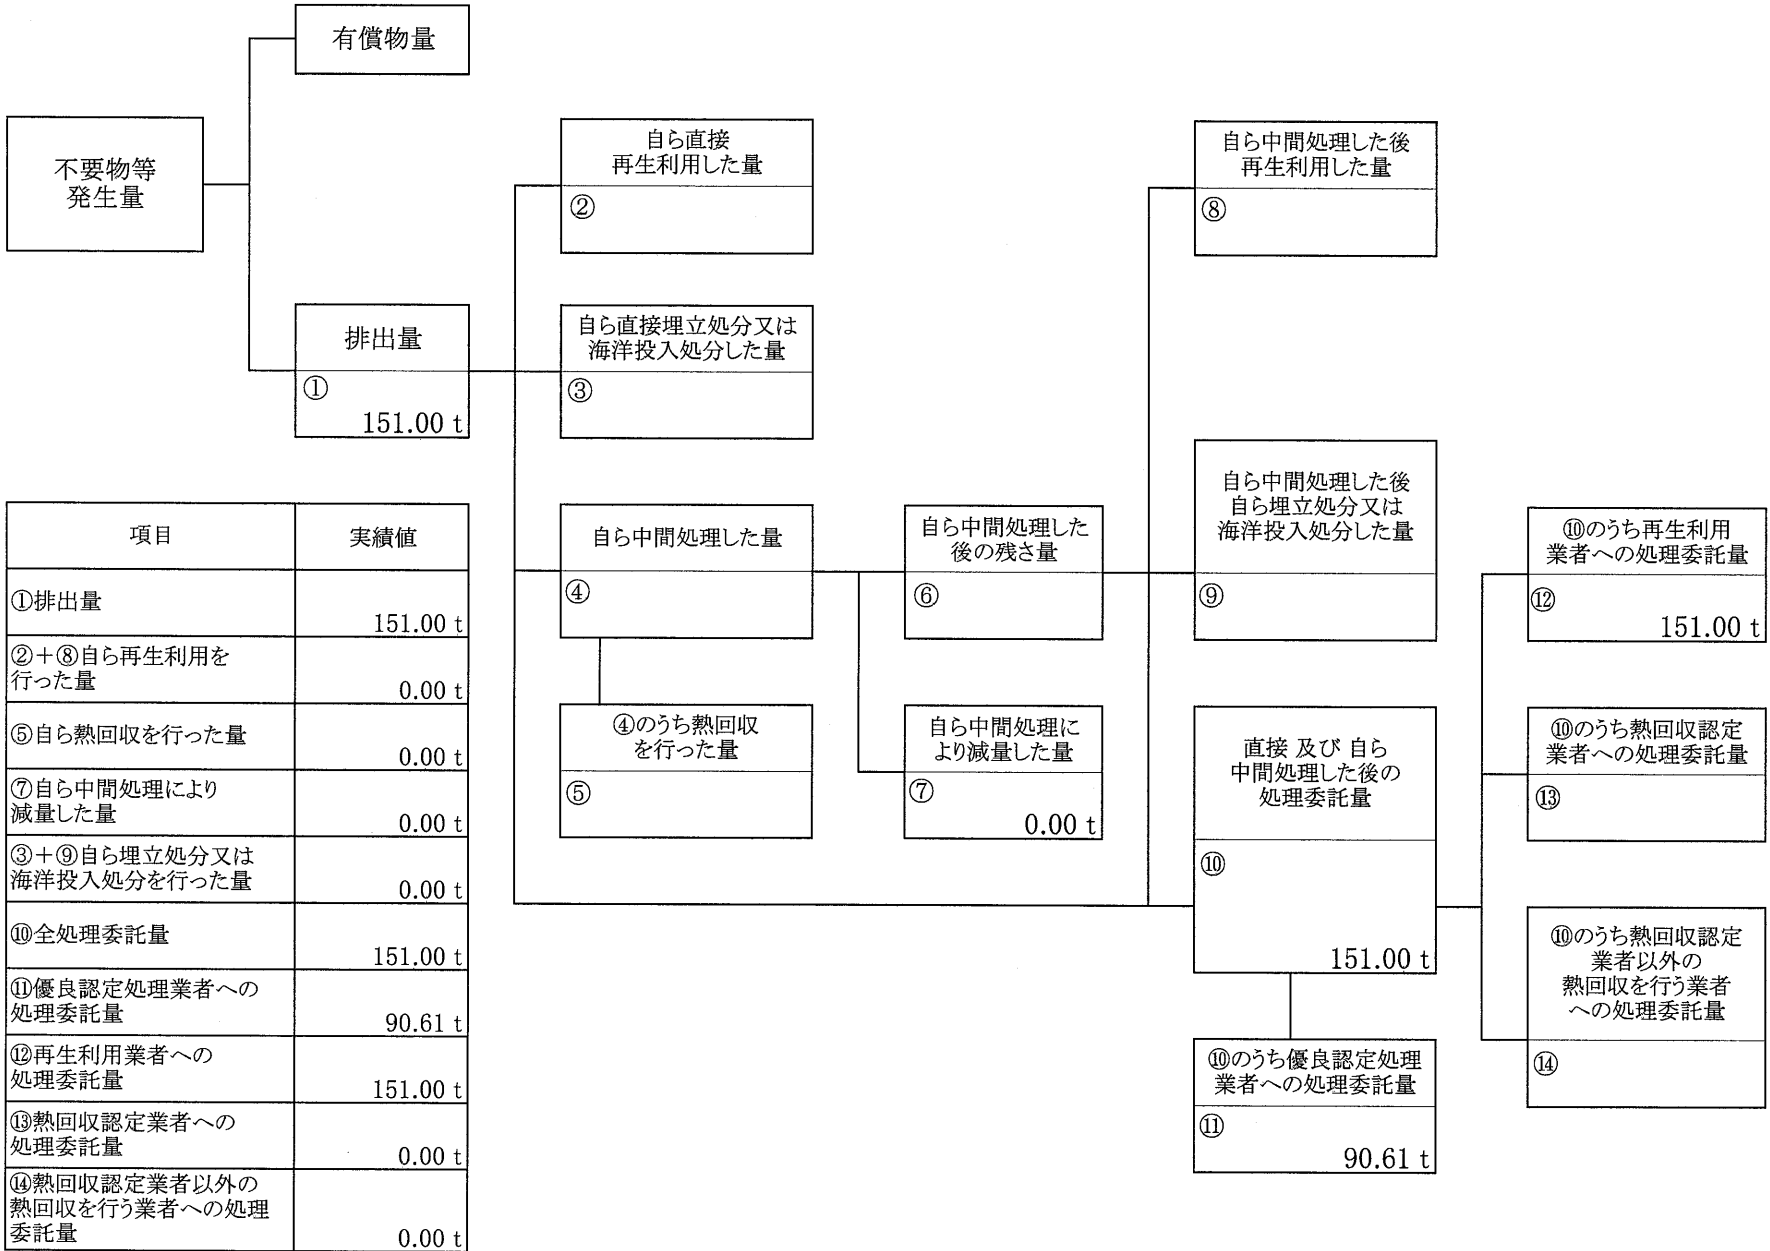 有償物量
不要物等
発生量
排出量
①
151.00 t
自ら直接
再生利用した量
②
自ら直接埋立処分又は
海洋投入処分した量
③
自ら中間処理した量
④
④のうち熱回収
を行った量
⑤
自ら中間処理した
後の残さ量
⑥
自ら中間処理に
より減量した量
⑦
0.00 t
自ら中間処理した後
再生利用した量
⑧
自ら中間処理した後
自ら埋立処分又は
海洋投入処分した量
⑨
直接 及び 自ら
中間処理した後の
処理委託量
⑩
151.00 t
⑩のうち優良認定処理
業者への処理委託量
⑪
90.61 t
⑩のうち再生利用
業者への処理委託量
⑫
151.00 t
⑩のうち熱回収認定
業者への処理委託量
⑬
⑩のうち熱回収認定
業者以外の
熱回収を行う業者
への処理委託量
⑭
項目 実績値
①排出量
151.00 t
②＋⑧自ら再生利用を
行った量
0.00 t
⑤自ら熱回収を行った量
0.00 t
⑦自ら中間処理により
減量した量
0.00 t
③＋⑨自ら埋立処分又は
海洋投入処分を行った量
0.00 t
⑩全処理委託量
151.00 t
⑪優良認定処理業者への
処理委託量
90.61 t
⑫再生利用業者への
処理委託量
151.00 t
⑬熱回収認定業者への
処理委託量
0.00 t
⑭熱回収認定業者以外の
熱回収を行う業者への処理
委託量
0.00 t